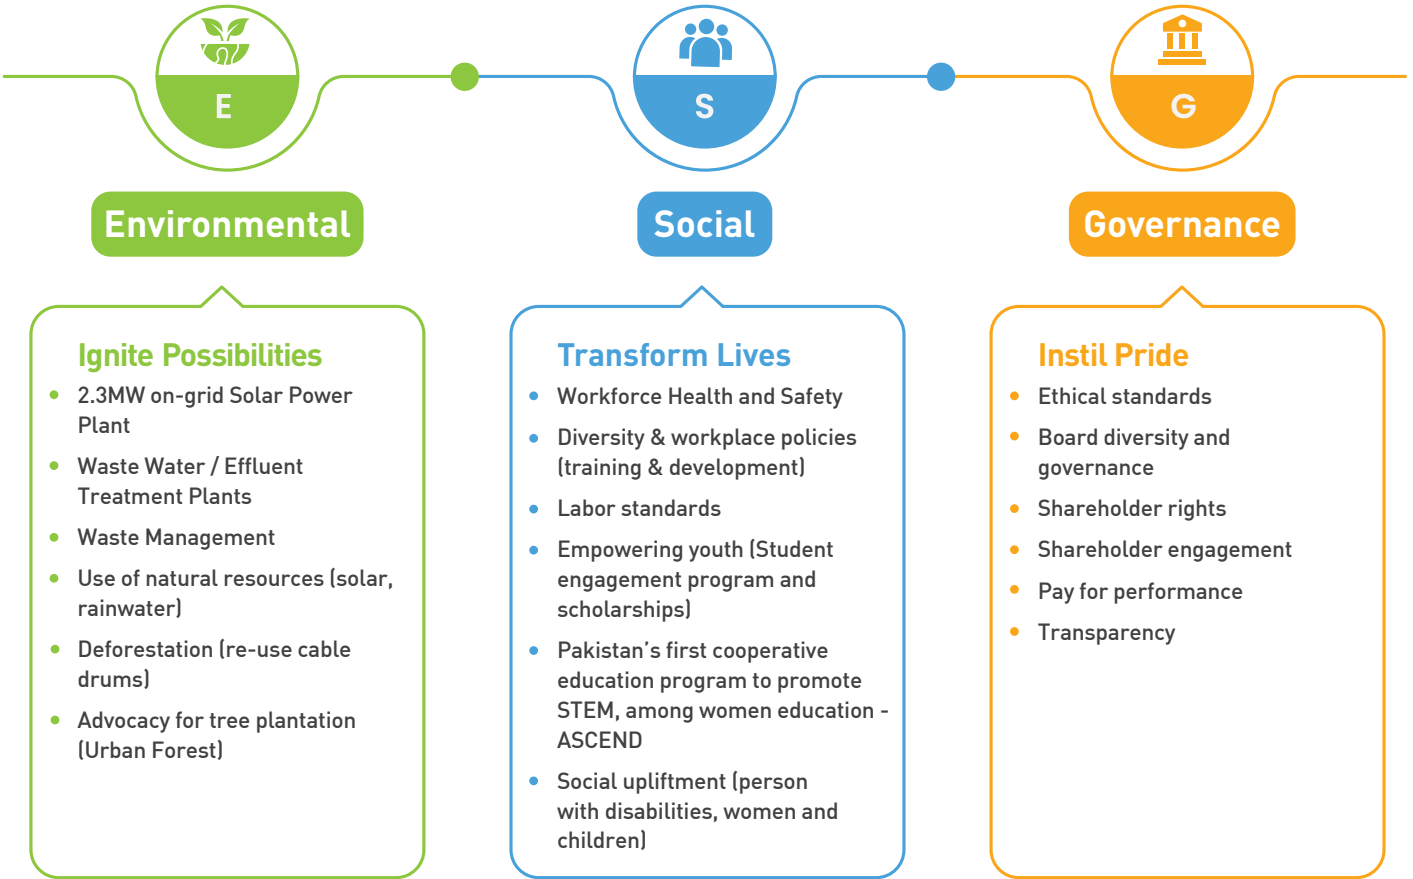 E
Environmental
Ignite Possibilities
2.3MW on-grid Solar Power
Plant
Waste Water / Effluent
Treatment Plants
Waste Management
Use of natural resources (solar,
rainwater)
Deforestation (re-use cable
drums)
Advocacy for tree plantation
(Urban Forest)
S
Social
Transform Lives
Workforce Health and Safety
Diversity & workplace policies
(training & development)
Labor standards
Empowering youth (Student
engagement program and
scholarships)
Pakistan’s first cooperative
education program to promote
STEM, among women education -
ASCEND
Social upliftment (person
with disabilities, women and
children)
G
Governance
Instil Pride
Ethical standards
Board diversity and
governance
Shareholder rights
Shareholder engagement
Pay for performance
Transparency